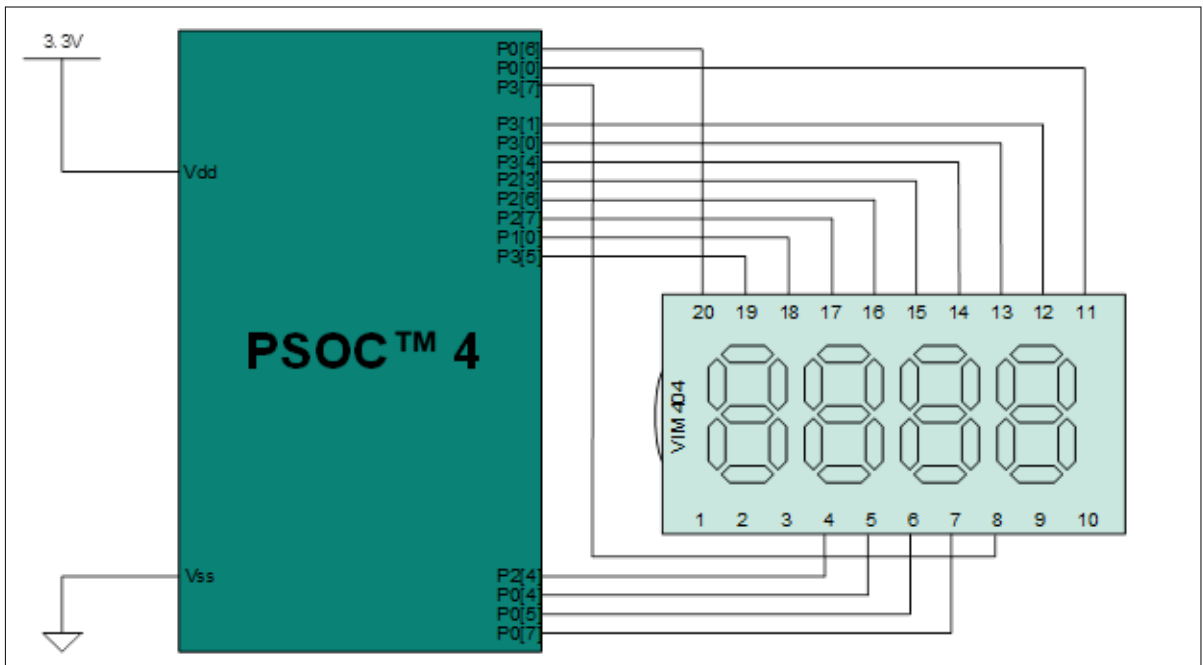 3.3V
P0[6]
P0[0]
P3[7]
P3[1]
P3[0]
P3[4]
P2[3]
P2[6]
P2[7]
P1[0]
P3[5]
Vdd
PSOC™ 4
20 19 18 17 16 15 14 13 12 11
VIM 404
1 2 3 4 5 6 7 8 9 10
Vss
P2[4]
P0[4]
P0[5]
P0[7]